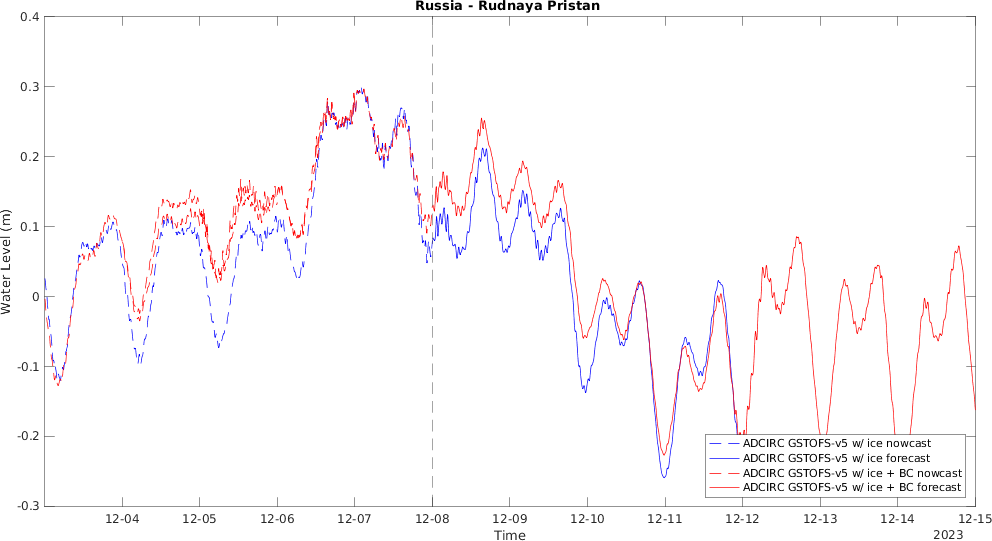 Russia - Rudnaya Pristan
Water Level (m)
0.4
0.3
0.2
0.1
0
-0.1
-0.2
-0.3
ADCIRC GSTOFS-v5 w/ ice nowcast
ADCIRC GSTOFS-v5 w/ ice forecast
ADCIRC GSTOFS-v5 w/ ice + BC nowcast
ADCIRC GSTOFS-v5 w/ ice + BC forecast
12-04 12-05 12-06 12-07 12-08 12-09 12-10 12-11 12-12 12-13 12-14 12-15
Time
2023